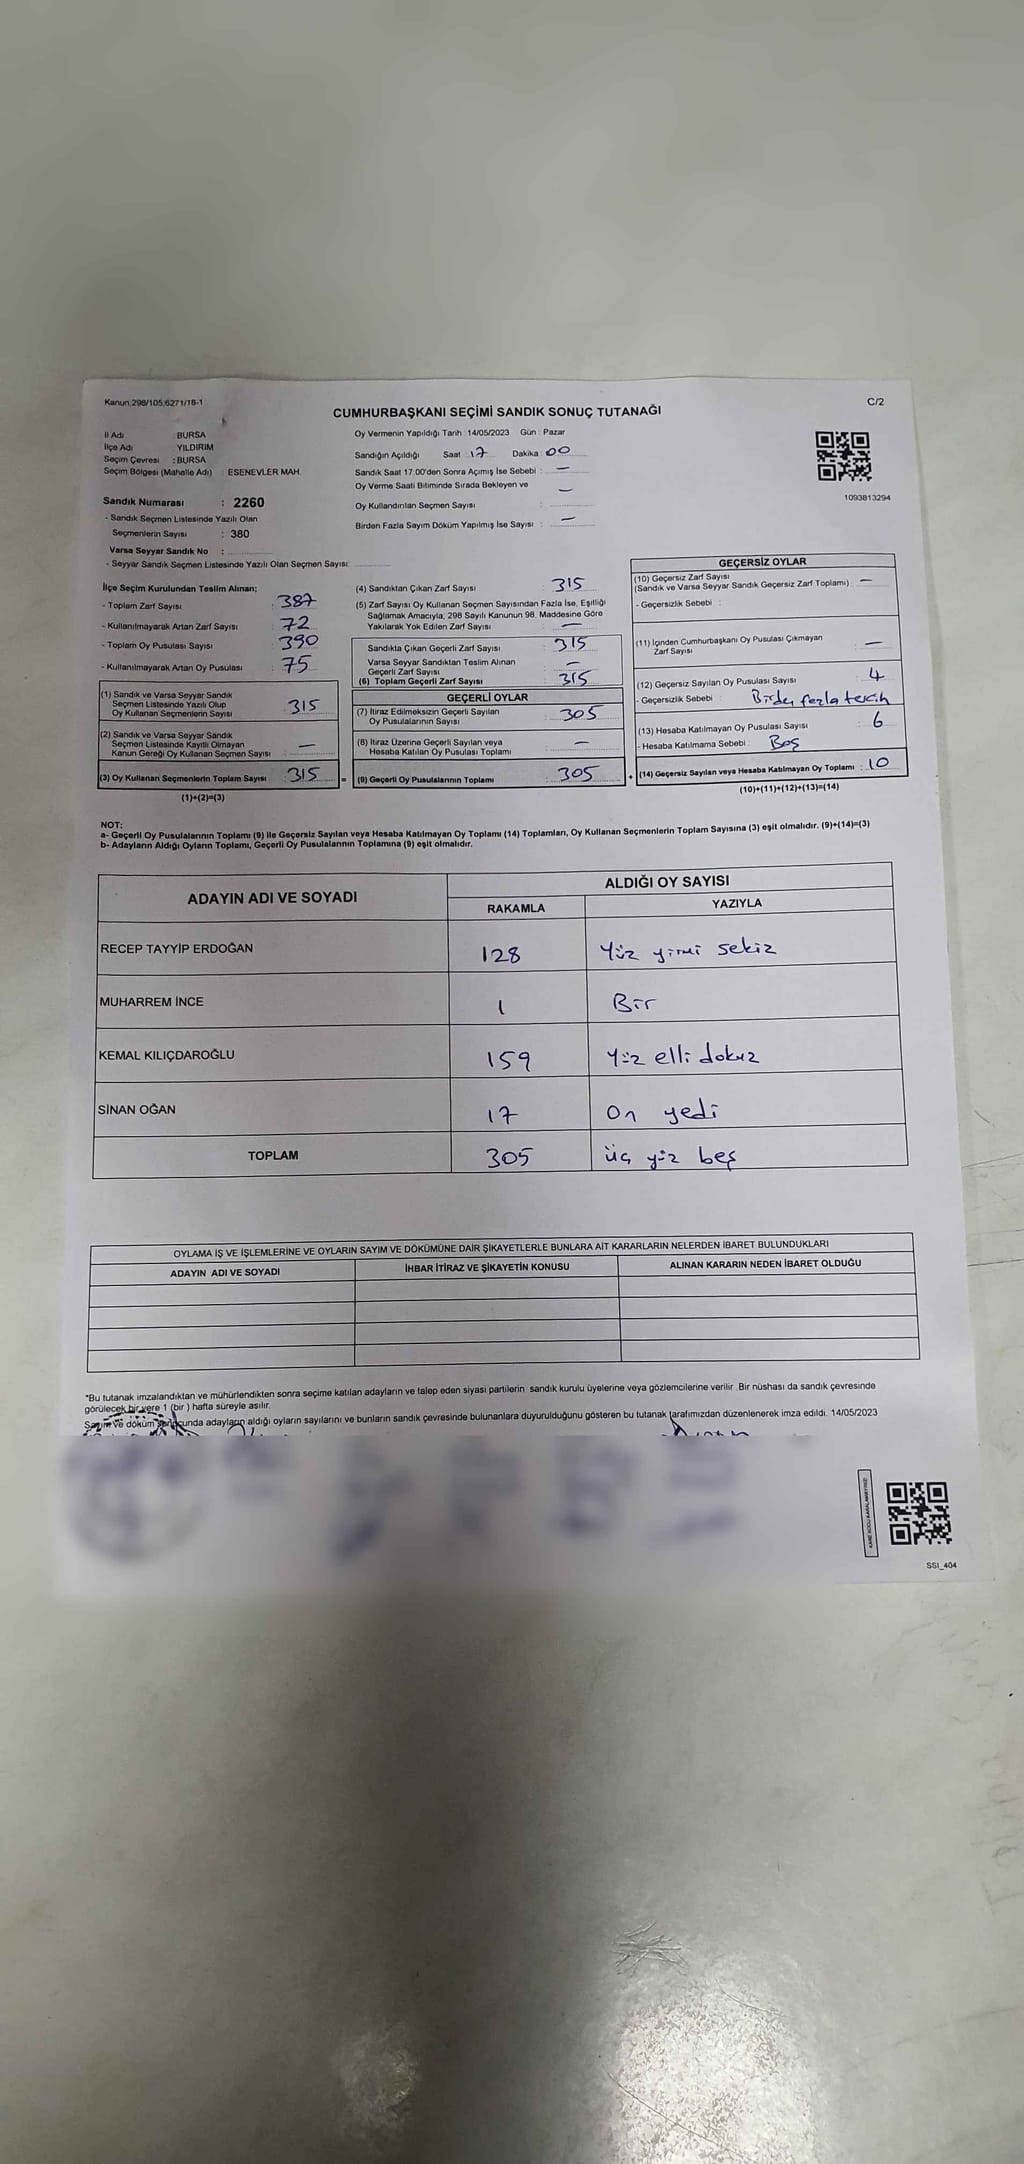 Kanun:298/105;6271/18-1
C/2
CUMHURBAŞKANI SEÇİMİ SANDIK SONUÇ TUTANAĞI
İl Adı : BURSA
İlçe Adı : YILDIRIM
Seçim Çevresi : BURSA
Seçim Bölgesi (Mahalle Adı) : ESENEVLER MAH.
Sandık Numarası : 2260
- Sandık Seçmen Listesinde Yazılı Olan
Seçmenlerin Sayısı : 380
Varsa Seyyar Sandık No :
- Seyyar Sandık Seçmen Listesinde Yazılı Olan Seçmen Sayısı:
Oy Vermenin Yapıldığı Tarih : 14/05/2023 Gün : Pazar
Sandığın Açıldığı Saat : 17 Dakika : 00
Sandık Saat 17.00'den Sonra Açımış İse Sebebi : —
Oy Verme Saati Bitiminde Sırada Bekleyen ve
Oy Kullandırılan Seçmen Sayısı : —
Birden Fazla Sayım Döküm Yapılmış İse Sayısı : —
1093813294
İlçe Seçim Kurulundan Teslim Alınan;
- Toplam Zarf Sayısı : 387
- Kullanılmayarak Artan Zarf Sayısı : 72
- Toplam Oy Pusulası Sayısı : 390
- Kullanılmayarak Artan Oy Pusulası : 75
(1) Sandık ve Varsa Seyyar Sandık
Seçmen Listesinde Yazılı Olup
Oy Kullanan Seçmenlerin Sayısı : 315
(2) Sandık ve Varsa Seyyar Sandık
Seçmen Listesinde Kayıtlı Olmayan
Kanun Gereği Oy Kullanan Seçmen Sayısı : —
(3) Oy Kullanan Seçmenlerin Toplam Sayısı : 315 =
(1)+(2)=(3)
(4) Sandıktan Çıkan Zarf Sayısı : 315
(5) Zarf Sayısı Oy Kullanan Seçmen Sayısından Fazla İse, Eşitliği
Sağlamak Amacıyla, 298 Sayılı Kanunun 98. Maddesine Göre
Yakılarak Yok Edilen Zarf Sayısı : —
Sandıkta Çıkan Geçerli Zarf Sayısı : 315
Varsa Seyyar Sandıktan Teslim Alınan
Geçerli Zarf Sayısı : —
(6) Toplam Geçerli Zarf Sayısı : 315
GEÇERLİ OYLAR
(7) İtiraz Edilmeksizin Geçerli Sayılan
Oy Pusulalarının Sayısı : 305
(8) İtiraz Üzerine Geçerli Sayılan veya
Hesaba Katılan Oy Pusulası Toplamı : —
(9) Geçerli Oy Pusulalarının Toplamı : 305 +
GEÇERSİZ OYLAR
(10) Geçersiz Zarf Sayısı
(Sandık ve Varsa Seyyar Sandık Geçersiz Zarf Toplamı) : —
- Geçersizlik Sebebi :
(11) İçinden Cumhurbaşkanı Oy Pusulası Çıkmayan
Zarf Sayısı : —
(12) Geçersiz Sayılan Oy Pusulası Sayısı : 4
- Geçersizlik Sebebi : Birden fazla tercih
(13) Hesaba Katılmayan Oy Pusulası Sayısı : 6
- Hesaba Katılmama Sebebi : Boş
(14) Geçersiz Sayılan veya Hesaba Katılmayan Oy Toplamı : 10
(10)+(11)+(12)+(13)=(14)
NOT:
a- Geçerli Oy Pusulalarının Toplamı (9) ile Geçersiz Sayılan veya Hesaba Katılmayan Oy Toplamı (14) Toplamları, Oy Kullanan Seçmenlerin Toplam Sayısına (3) eşit olmalıdır. (9)+(14)=(3)
b- Adayların Aldığı Oyların Toplamı, Geçerli Oy Pusulalarının Toplamına (9) eşit olmalıdır.
ADAYIN ADI VE SOYADI ALDIĞI OY SAYISI
RAKAMLA YAZIYLA
RECEP TAYYİP ERDOĞAN 128 Yüz yirmi sekiz
MUHARREM İNCE 1 Bir
KEMAL KILIÇDAROĞLU 159 Yüz elli dokuz
SİNAN OĞAN 17 On yedi
TOPLAM 305 üç yüz beş
OYLAMA İŞ VE İŞLEMLERİNE VE OYLARIN SAYIM VE DÖKÜMÜNE DAİR ŞİKAYETLERLE BUNLARA AİT KARARLARIN NELERDEN İBARET BULUNDUKLARI
ADAYIN ADI VE SOYADI İHBAR İTİRAZ VE ŞİKAYETİN KONUSU ALINAN KARARIN NEDEN İBARET OLDUĞU
*Bu tutanak imzalandıktan ve mühürlendikten sonra seçime katılan adayların ve talep eden siyasi partilerin sandık kurulu üyelerine veya gözlemcilerine verilir. Bir nüshası da sandık çevresinde
görülecek bir yere 1 (bir) hafta süreyle asılır.
Sayım ve döküm sonucunda adayların aldığı oyların sayılarını ve bunların sandık çevresinde bulunanlara duyurulduğunu gösteren bu tutanak tarafımızdan düzenlenerek imza edildi. 14/05/2023
KARE KODU KARALAMAYINIZ!
SSI_404